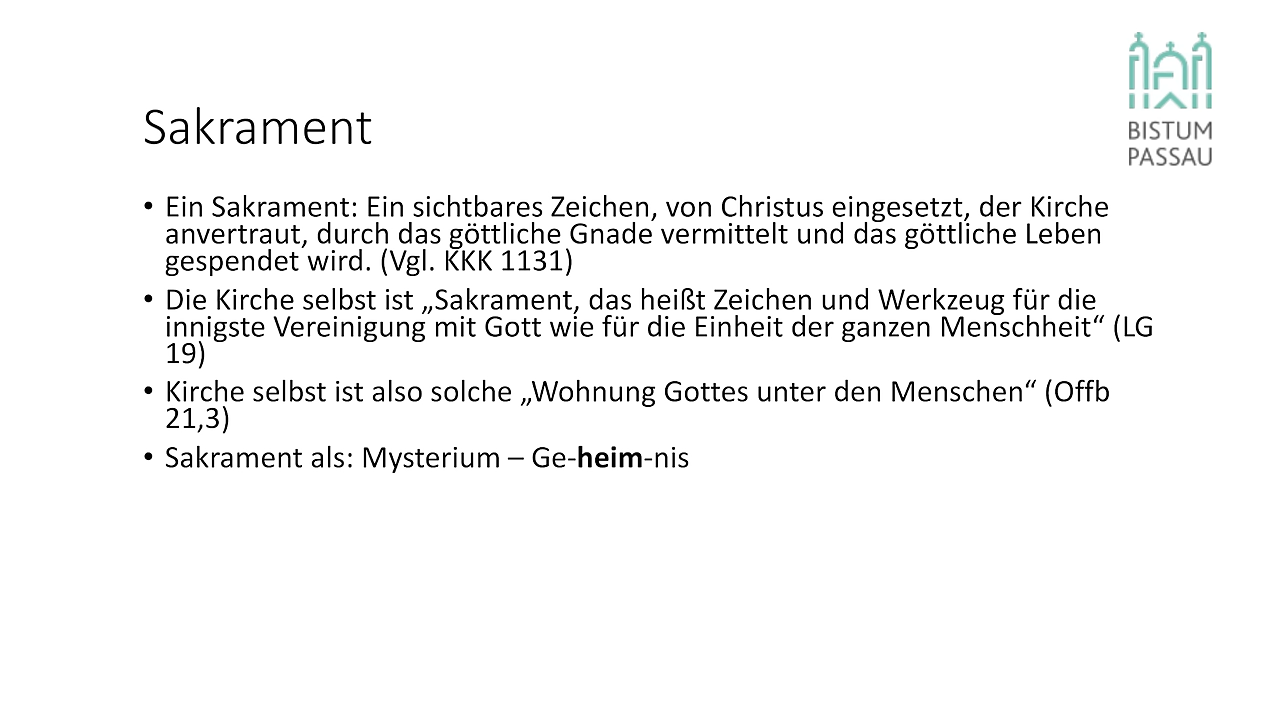 BISTUM
PASSAU
Sakrament
• Ein Sakrament: Ein sichtbares Zeichen, von Christus eingesetzt, der Kirche
anvertraut, durch das göttliche Gnade vermittelt und das göttliche Leben
gespendet wird. (Vgl. KKK 1131)
• Die Kirche selbst ist „Sakrament, das heißt Zeichen und Werkzeug für die
innigste Vereinigung mit Gott wie für die Einheit der ganzen Menschheit“ (LG
19)
• Kirche selbst ist also solche „Wohnung Gottes unter den Menschen“ (Offb
21,3)
• Sakrament als: Mysterium – Ge-heim-nis